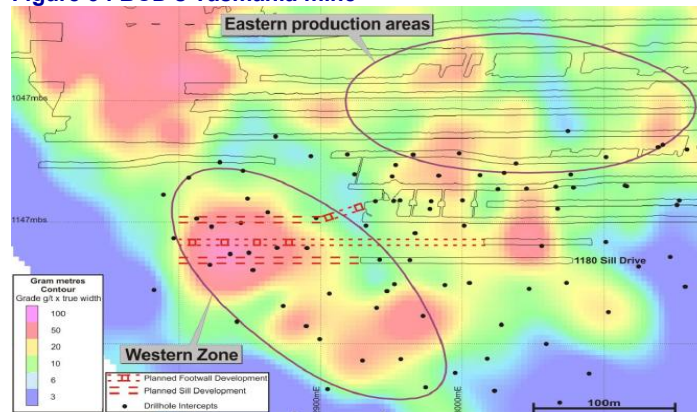 Eastern production areas
1047mbs
1147mbs
1180 Sill Drive
Gram metres
Contour
Grade g/t x true width
100
50
20
10
6
3
Western Zone
Planned Footwall Development
Planned Sill Development
Drillhole Intercepts
100m